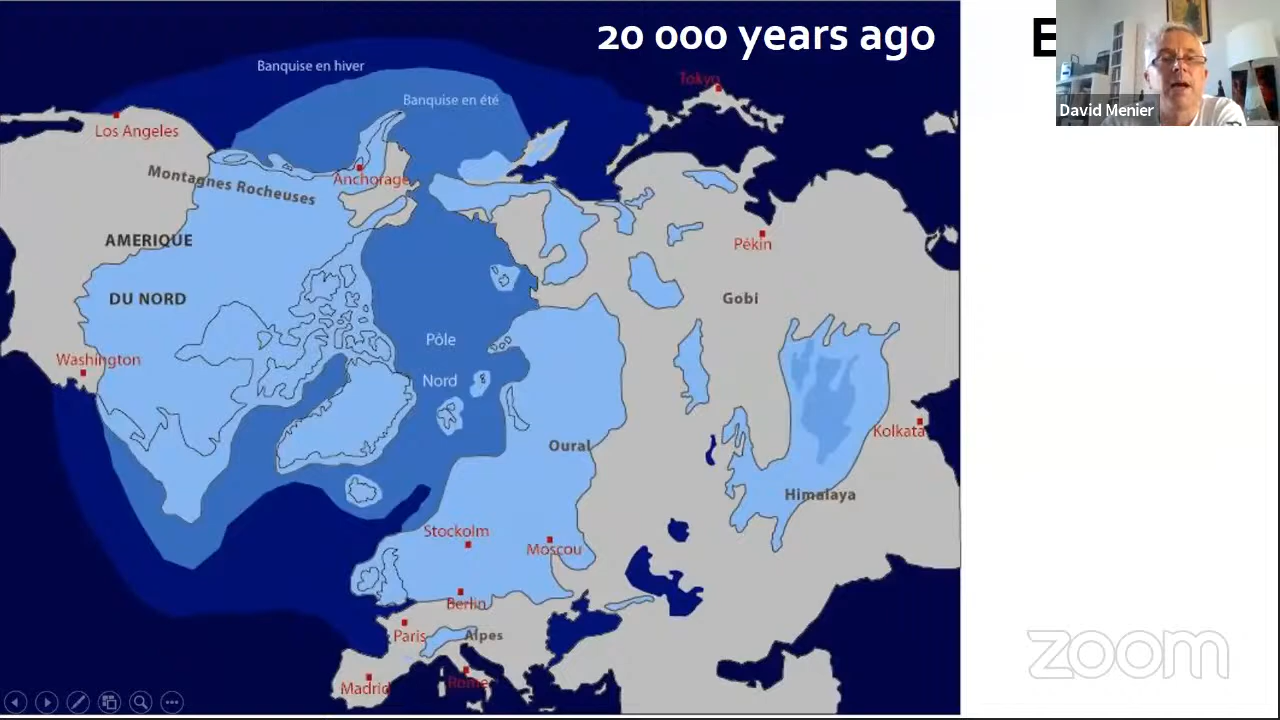 20 000 years ago
E
David Menier
Banquise en hiver
Banquise en été
Tokyo
Los Angeles
Montagnes Rocheuses
Anchorage
AMERIQUE
DU NORD
Pékin
Gobi
Pôle
Nord
Washington
Oural
Kolkata
Himalaya
Stockolm
Moscou
Berlin
Paris
Alpes
Madrid
Rome
zoom